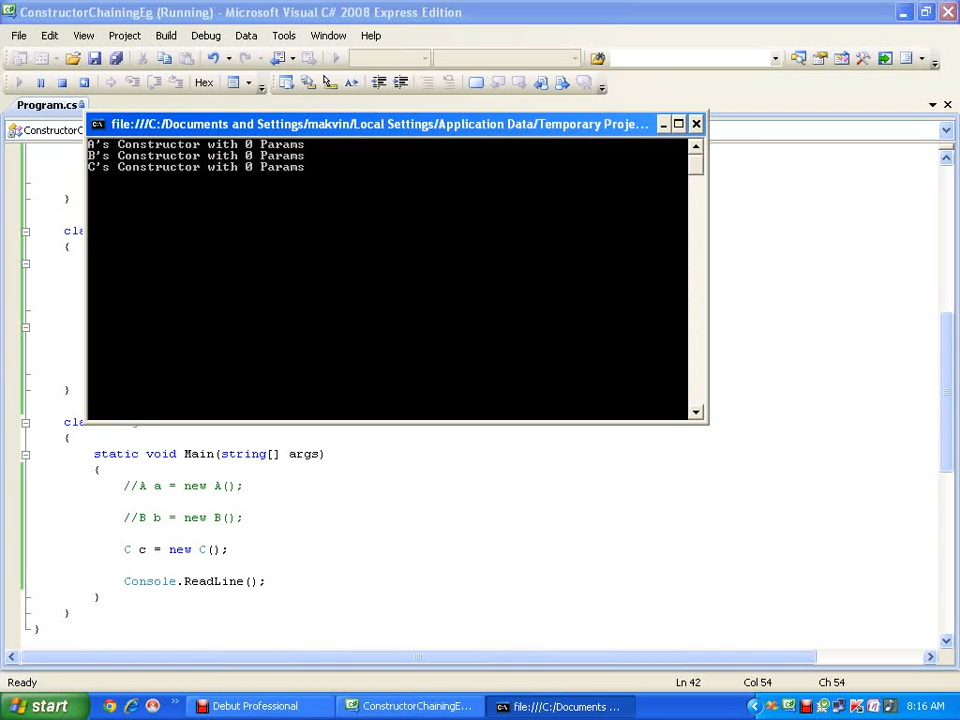 ConstructorChainingEg (Running) - Microsoft Visual C# 2008 Express Edition
File Edit View Project Build Debug Data Tools Window Help
Hex
Program.cs
ConstructorC
file:///C:/Documents and Settings/makvin/Local Settings/Application Data/Temporary Proje...
A's Constructor with 0 Params
B's Constructor with 0 Params
C's Constructor with 0 Params
}
cla
{
}
cla
{
static void Main(string[] args)
{
//A a = new A();
//B b = new B();
C c = new C();
Console.ReadLine();
}
}
}
Ready Ln 42 Col 54 Ch 54
start Debut Professional ConstructorChainingE... file:///C:/Documents ... 8:16 AM